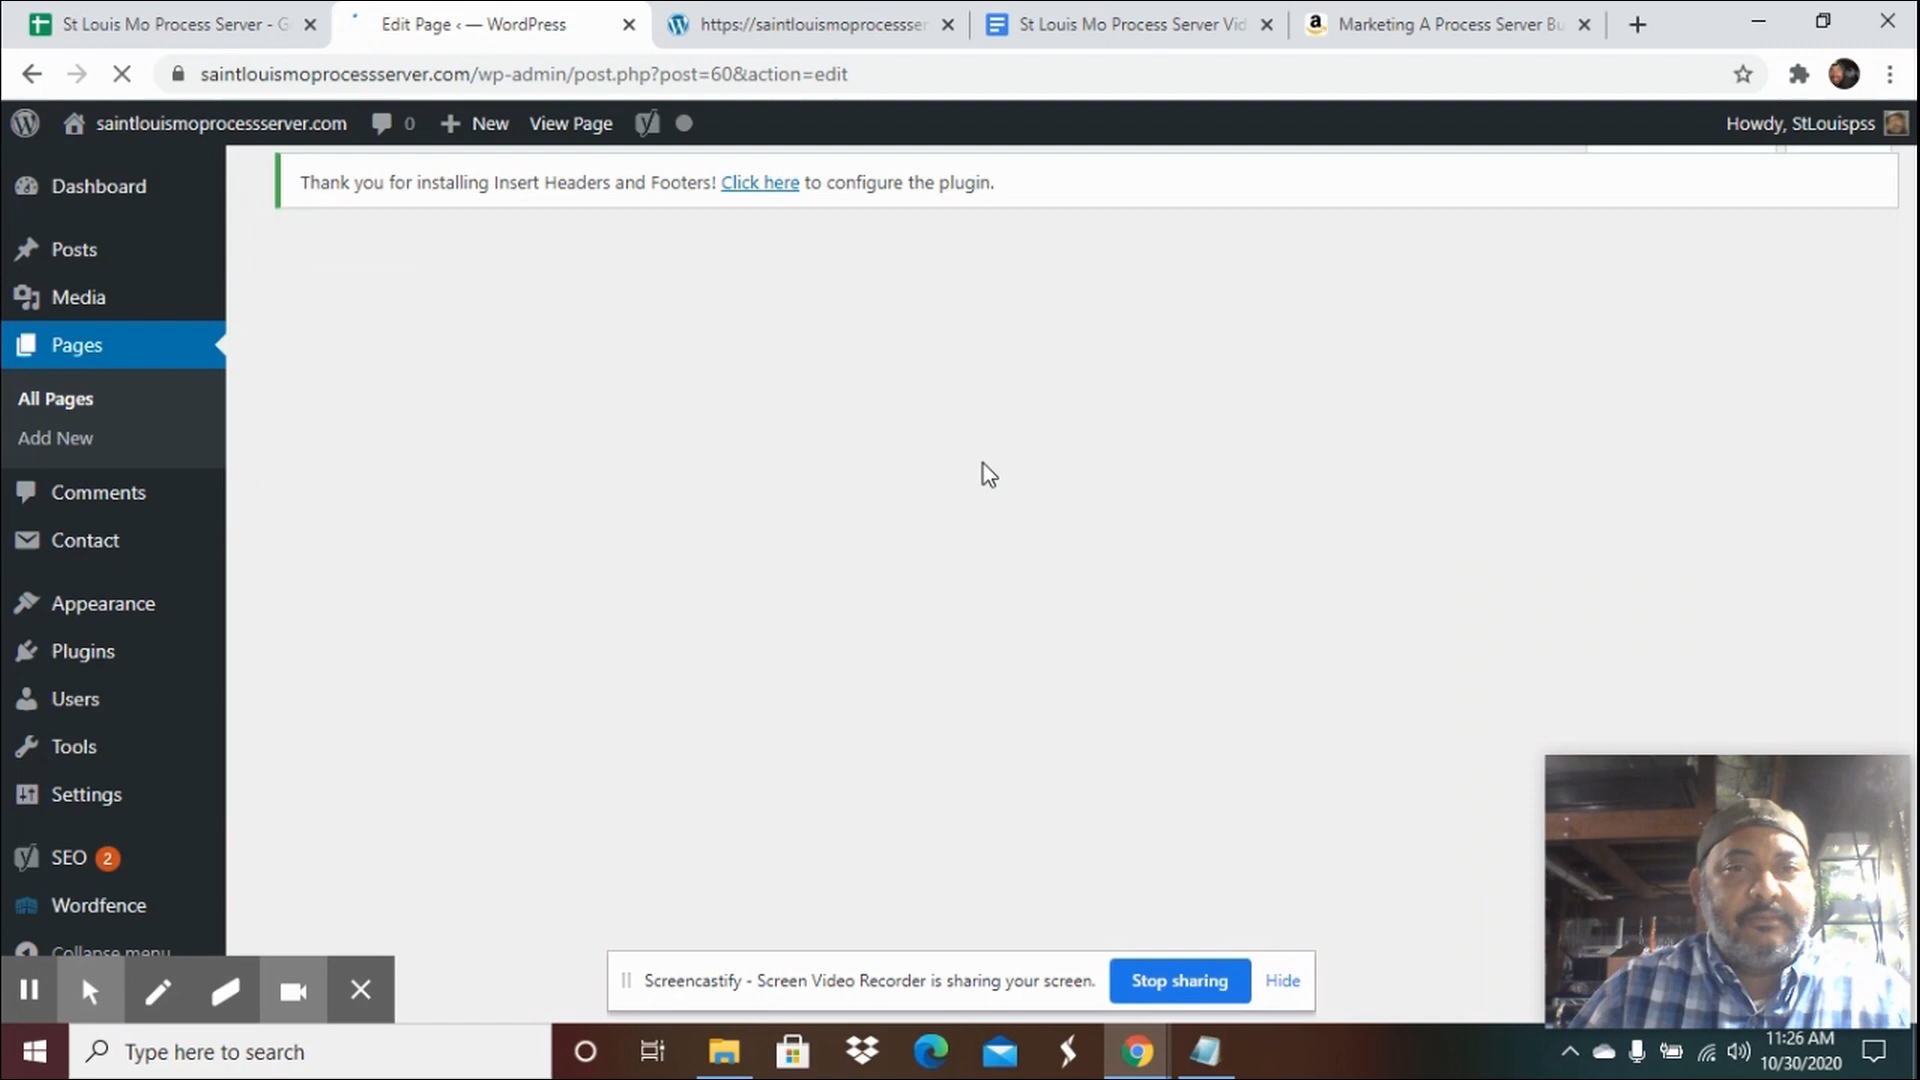 St Louis Mo Process Server - G
Edit Page ‹ — WordPress
https://saintlouismoprocessser
St Louis Mo Process Server Vid
Marketing A Process Server Bu
saintlouismoprocessserver.com/wp-admin/post.php?post=60&action=edit
saintlouismoprocessserver.com
0
New
View Page
Howdy, StLouispss
Thank you for installing Insert Headers and Footers! Click here to configure the plugin.
Dashboard
Posts
Media
Pages
All Pages
Add New
Comments
Contact
Appearance
Plugins
Users
Tools
Settings
SEO 2
Wordfence
Collapse menu
Screencastify - Screen Video Recorder is sharing your screen.
Stop sharing
Hide
Type here to search
11:26 AM
10/30/2020